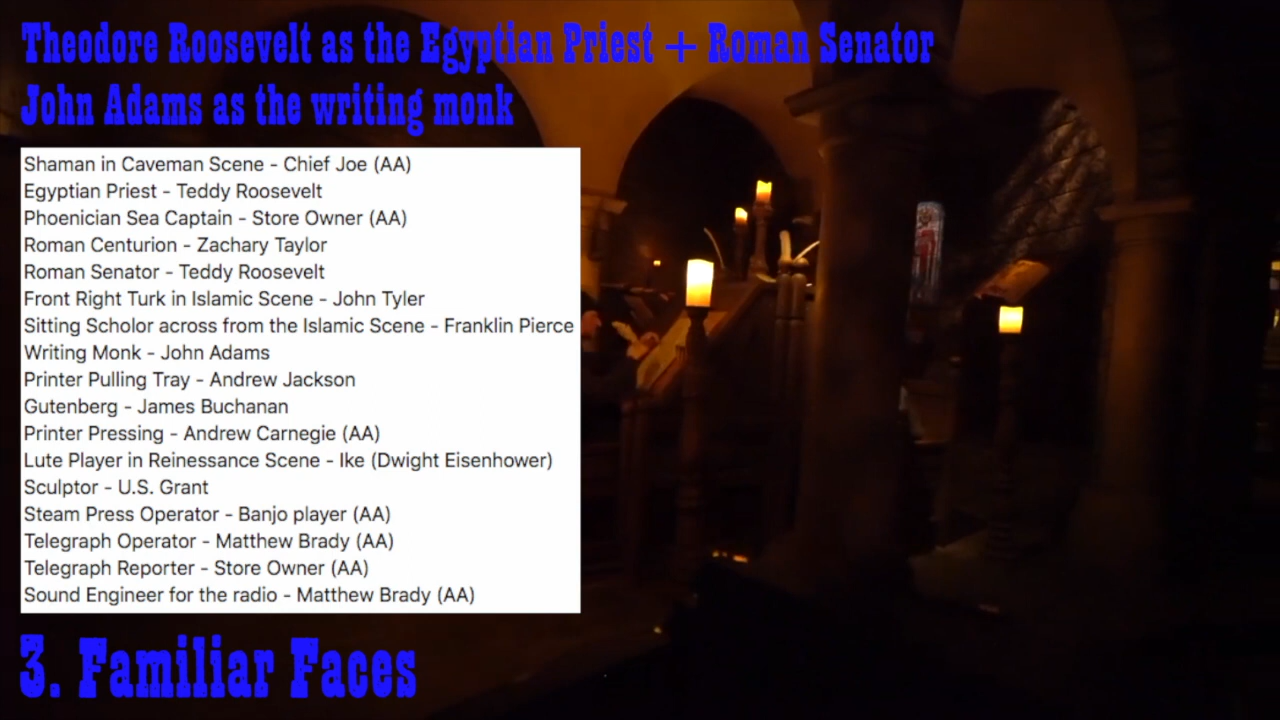 Theodore Roosevelt as the Egyptian Priest + Roman Senator
John Adams as the writing monk
Shaman in Caveman Scene - Chief Joe (AA)
Egyptian Priest - Teddy Roosevelt
Phoenician Sea Captain - Store Owner (AA)
Roman Centurion - Zachary Taylor
Roman Senator - Teddy Roosevelt
Front Right Turk in Islamic Scene - John Tyler
Sitting Scholor across from the Islamic Scene - Franklin Pierce
Writing Monk - John Adams
Printer Pulling Tray - Andrew Jackson
Gutenberg - James Buchanan
Printer Pressing - Andrew Carnegie (AA)
Lute Player in Reinessance Scene - Ike (Dwight Eisenhower)
Sculptor - U.S. Grant
Steam Press Operator - Banjo player (AA)
Telegraph Operator - Matthew Brady (AA)
Telegraph Reporter - Store Owner (AA)
Sound Engineer for the radio - Matthew Brady (AA)
3. Familiar Faces